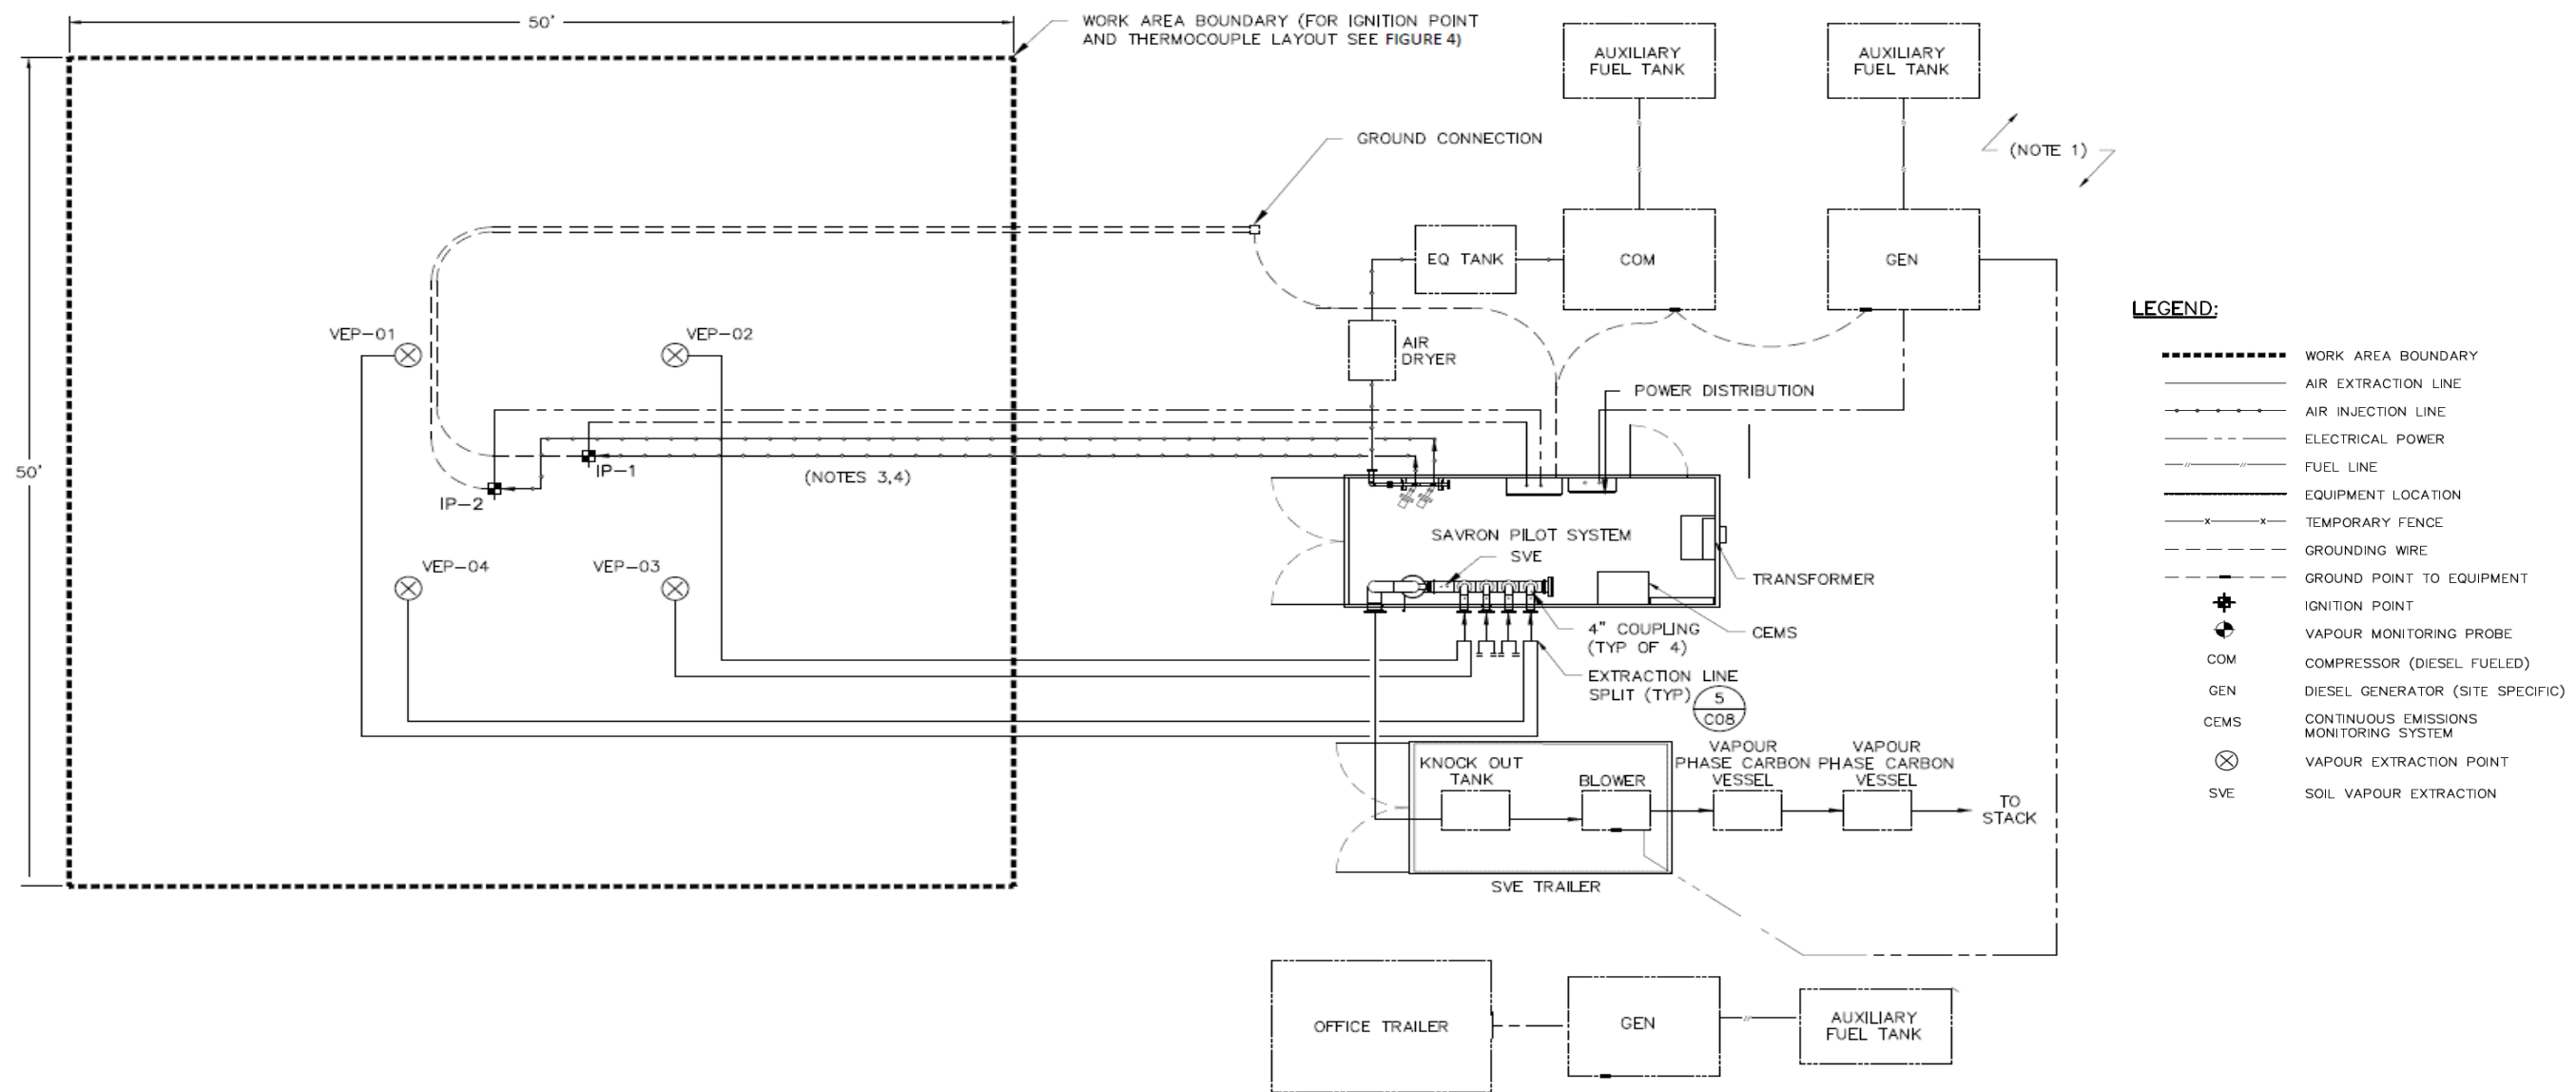 50'
WORK AREA BOUNDARY (FOR IGNITION POINT
AND THERMOCOUPLE LAYOUT SEE FIGURE 4)
AUXILIARY
FUEL TANK
AUXILIARY
FUEL TANK
GROUND CONNECTION
(NOTE 1)
EQ TANK
COM
GEN
VEP-01
VEP-02
AIR
DRYER
POWER DISTRIBUTION
50'
IP-1
(NOTES 3,4)
IP-2
SAVRON PILOT SYSTEM
SVE
VEP-04
VEP-03
TRANSFORMER
4" COUPLING
(TYP OF 4)
CEMS
EXTRACTION LINE
SPLIT (TYP)
5
C08
KNOCK OUT
TANK
BLOWER
VAPOUR
PHASE CARBON
VESSEL
VAPOUR
PHASE CARBON
VESSEL
TO
STACK
SVE TRAILER
OFFICE TRAILER
GEN
AUXILIARY
FUEL TANK
LEGEND:
WORK AREA BOUNDARY
AIR EXTRACTION LINE
AIR INJECTION LINE
ELECTRICAL POWER
FUEL LINE
EQUIPMENT LOCATION
TEMPORARY FENCE
GROUNDING WIRE
GROUND POINT TO EQUIPMENT
IGNITION POINT
VAPOUR MONITORING PROBE
COM COMPRESSOR (DIESEL FUELED)
GEN DIESEL GENERATOR (SITE SPECIFIC)
CEMS CONTINUOUS EMISSIONS
MONITORING SYSTEM
VAPOUR EXTRACTION POINT
SVE SOIL VAPOUR EXTRACTION